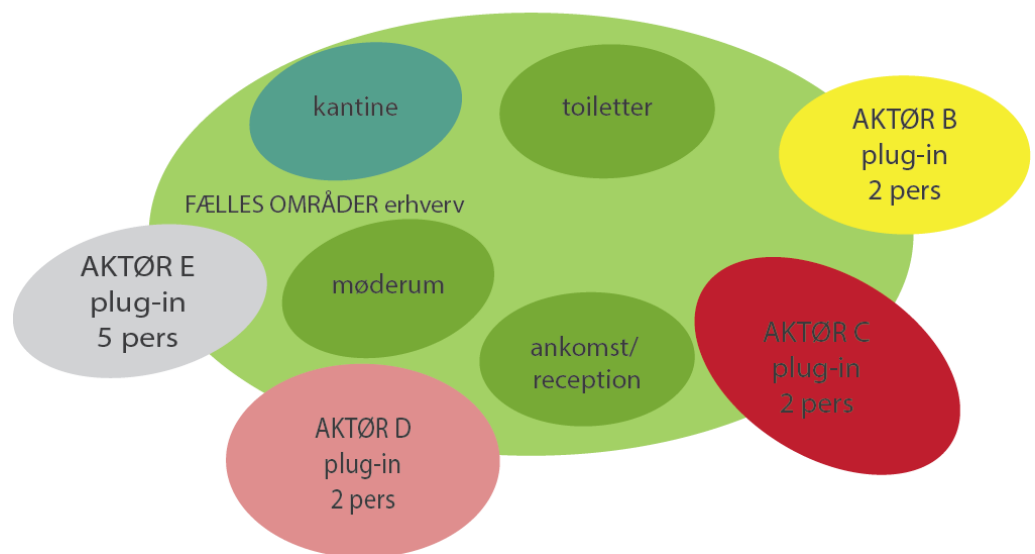 kantine
toiletter
AKTØR B
plug-in
2 pers
FÆLLES OMRÅDER erhverv
AKTØR E
plug-in
5 pers
møderum
ankomst/
reception
AKTØR C
plug-in
2 pers
AKTØR D
plug-in
2 pers